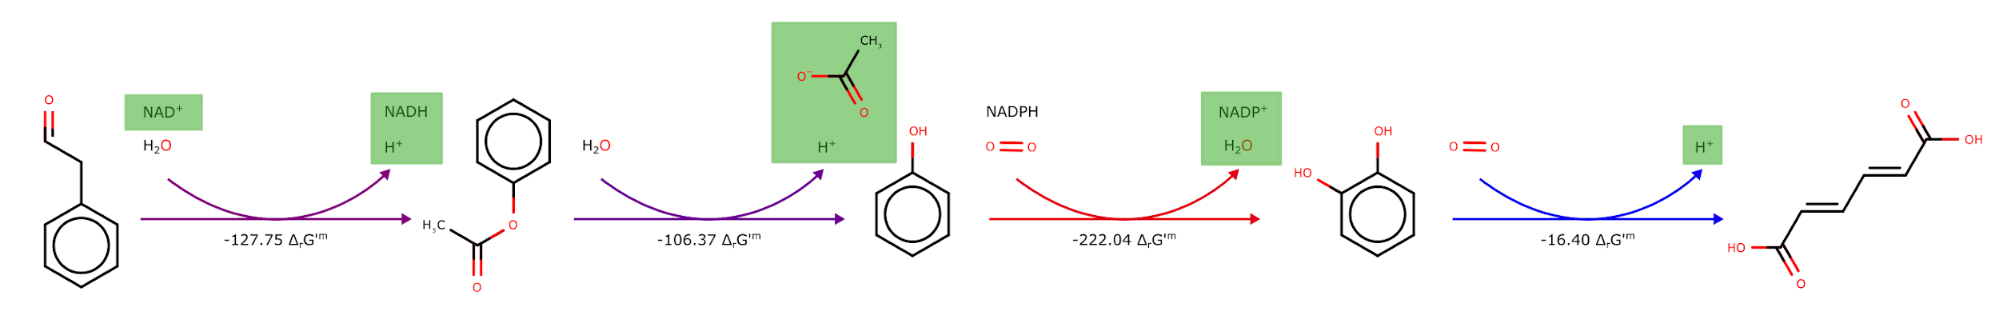 O
NAD⁺
H₂O
NADH
H⁺
-127.75 ΔᵣG'ᵐ
H₃C
O
O
H₂O
CH₃
O⁻
O
H⁺
-106.37 ΔᵣG'ᵐ
OH
NADPH
O O
NADP⁺
H₂O
-222.04 ΔᵣG'ᵐ
OH
HO
O O
H⁺
-16.40 ΔᵣG'ᵐ
O
OH
HO
O